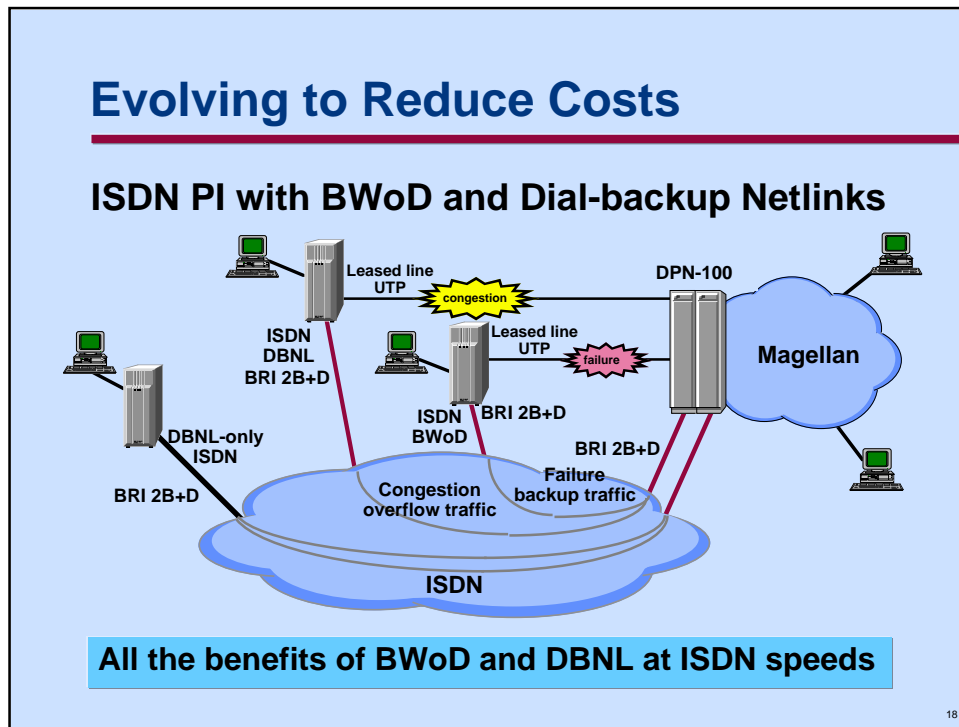 Evolving to Reduce Costs
ISDN PI with BWoD and Dial-backup Netlinks
Leased line
UTP
congestion
DPN-100
ISDN
DBNL
BRI 2B+D
Leased line
UTP
failure
Magellan
ISDN
BWoD
BRI 2B+D
DBNL-only
ISDN
BRI 2B+D
BRI 2B+D
Congestion
overflow traffic
Failure
backup traffic
ISDN
All the benefits of BWoD and DBNL at ISDN speeds
18